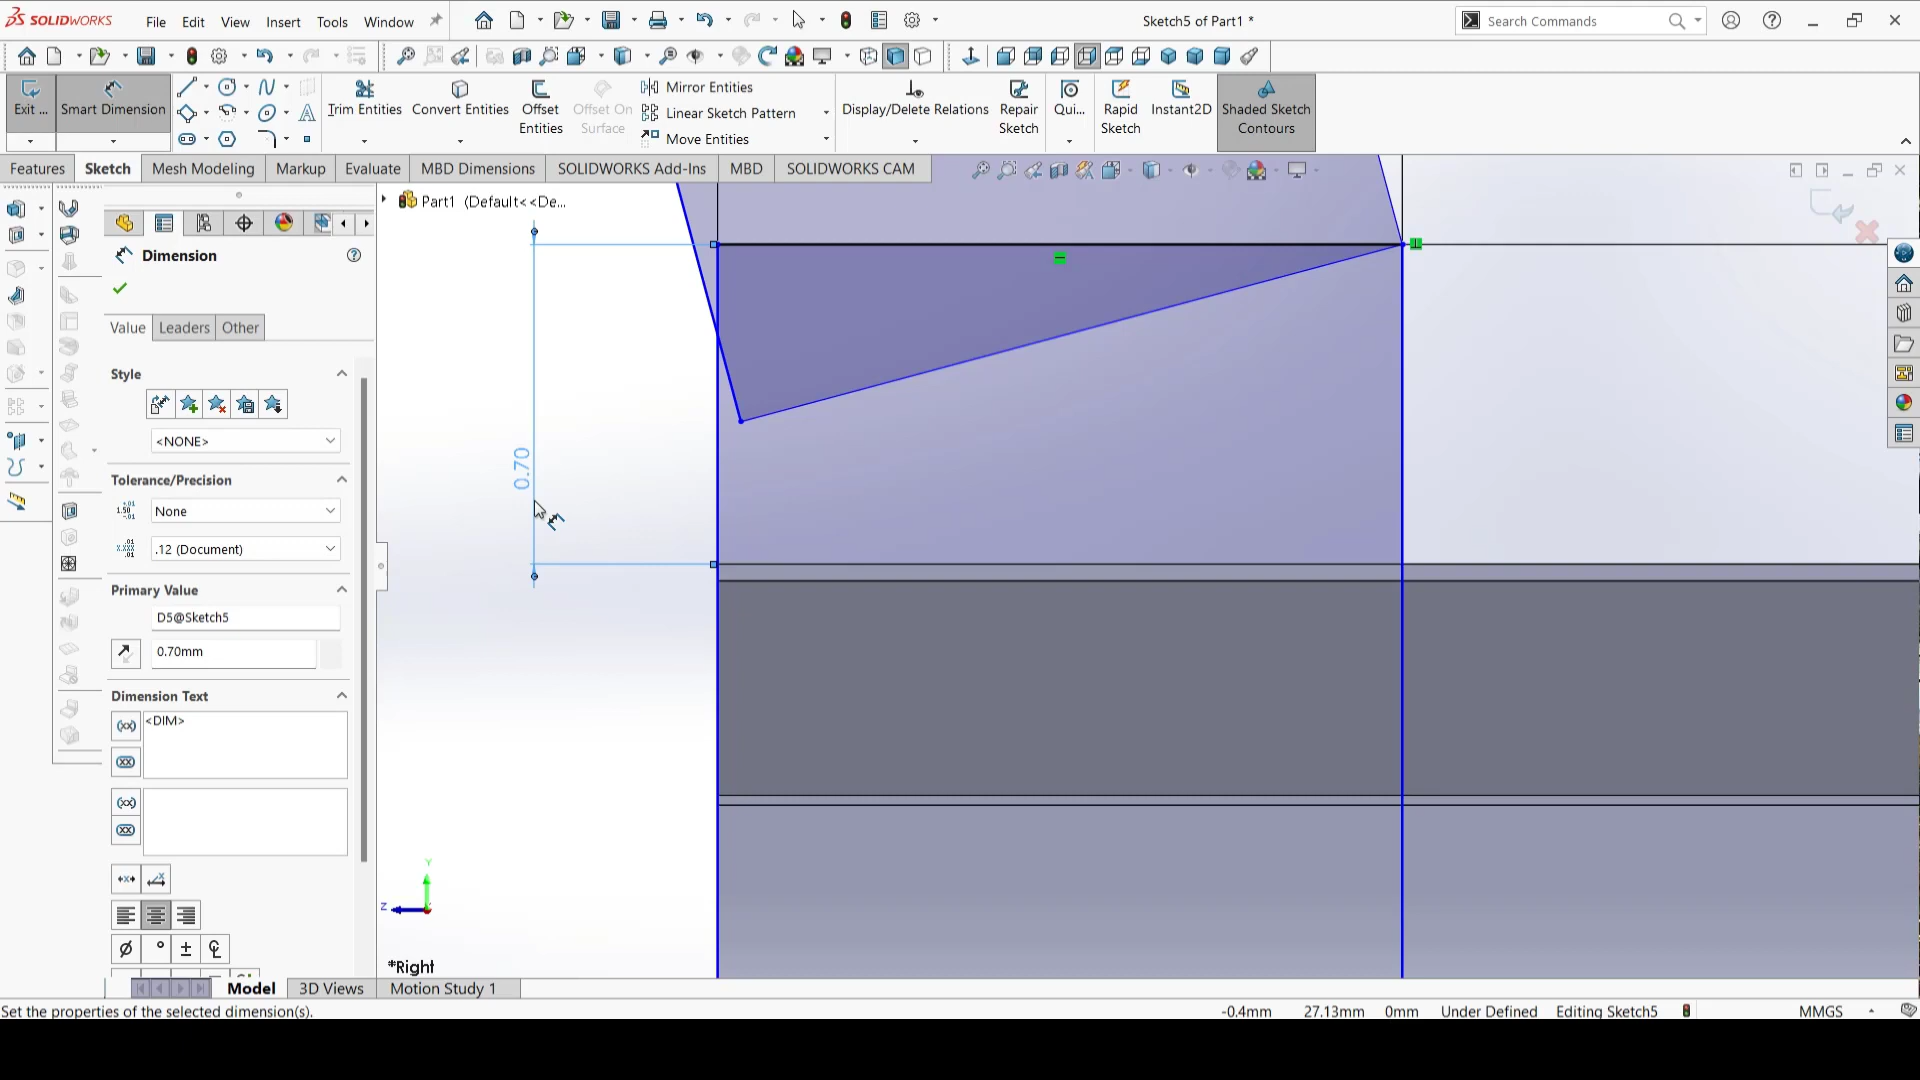 SOLIDWORKS
File Edit View Insert Tools Window
Sketch5 of Part1 *
Search Commands
Exit ...
Smart Dimension
Trim Entities
Convert Entities
Offset Entities
Offset On Surface
Mirror Entities
Linear Sketch Pattern
Move Entities
Display/Delete Relations
Repair Sketch
Qui...
Rapid Sketch
Instant2D
Shaded Sketch Contours
Features Sketch Mesh Modeling Markup Evaluate MBD Dimensions SOLIDWORKS Add-Ins MBD SOLIDWORKS CAM
Part1 (Default<<De...
Dimension
Value Leaders Other
Style
<NONE>
Tolerance/Precision
None
.12 (Document)
Primary Value
D5@Sketch5
0.70mm
Dimension Text
<DIM>
0.70
Y
Z
*Right
Model 3D Views Motion Study 1
Set the properties of the selected dimension(s).
-0.4mm 27.13mm 0mm Under Defined Editing Sketch5 MMGS